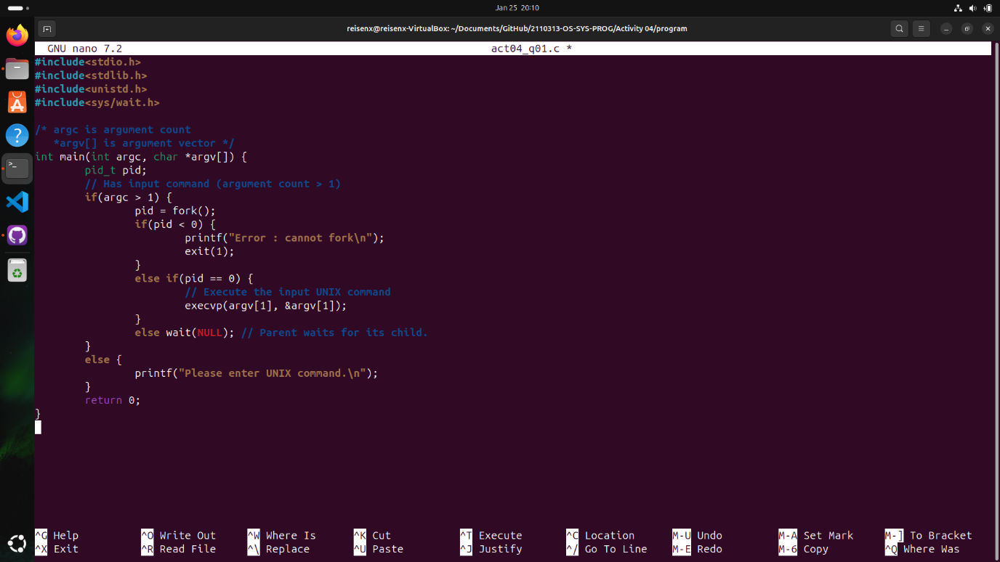 Jan 25 20:10
reisenx@reisenx-VirtualBox: ~/Documents/GitHub/2110313-OS-SYS-PROG/Activity 04/program
GNU nano 7.2 act04_q01.c *
#include<stdio.h>
#include<stdlib.h>
#include<unistd.h>
#include<sys/wait.h>

/* argc is argument count
   *argv[] is argument vector */
int main(int argc, char *argv[]) {
        pid_t pid;
        // Has input command (argument count > 1)
        if(argc > 1) {
                pid = fork();
                if(pid < 0) {
                        printf("Error : cannot fork\n");
                        exit(1);
                }
                else if(pid == 0) {
                        // Execute the input UNIX command
                        execvp(argv[1], &argv[1]);
                }
                else wait(NULL); // Parent waits for its child.
        }
        else {
                printf("Please enter UNIX command.\n");
        }
        return 0;
}
^G Help ^O Write Out ^W Where Is ^K Cut ^T Execute ^C Location M-U Undo M-A Set Mark M-] To Bracket
^X Exit ^R Read File ^\ Replace ^U Paste ^J Justify ^/ Go To Line M-E Redo M-6 Copy ^Q Where Was